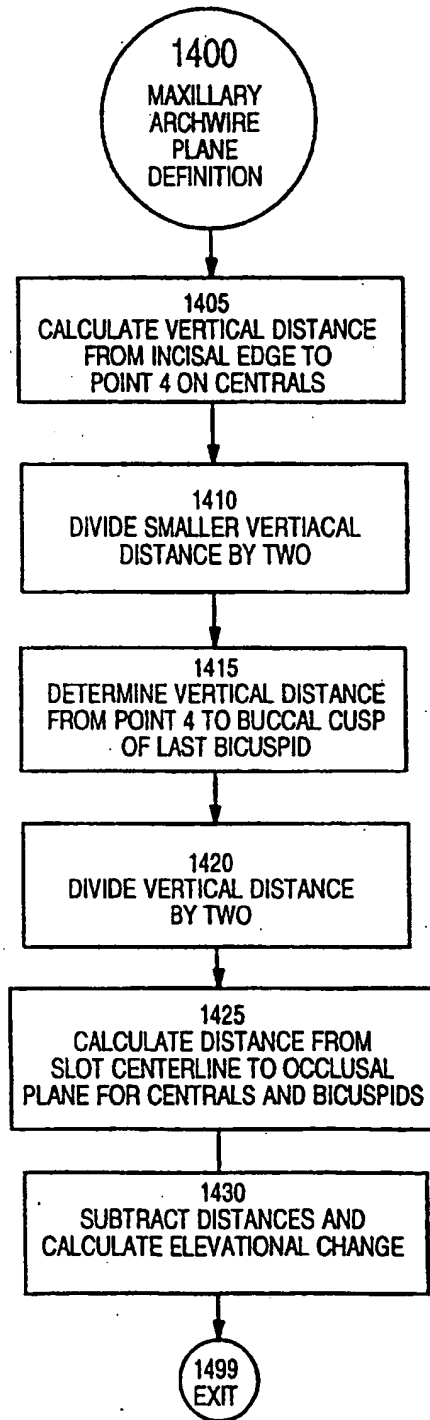 1400
MAXILLARY
ARCHWIRE
PLANE
DEFINITION
1405
CALCULATE VERTICAL DISTANCE
FROM INCISAL EDGE TO
POINT 4 ON CENTRALS
1410
DIVIDE SMALLER VERTIACAL
DISTANCE BY TWO
1415
DETERMINE VERTICAL DISTANCE
FROM POINT 4 TO BUCCAL CUSP
OF LAST BICUSPID
1420
DIVIDE VERTICAL DISTANCE
BY TWO
1425
CALCULATE DISTANCE FROM
SLOT CENTERLINE TO OCCLUSAL
PLANE FOR CENTRALS AND BICUSPIDS
1430
SUBTRACT DISTANCES AND
CALCULATE ELEVATIONAL CHANGE
1499
EXIT